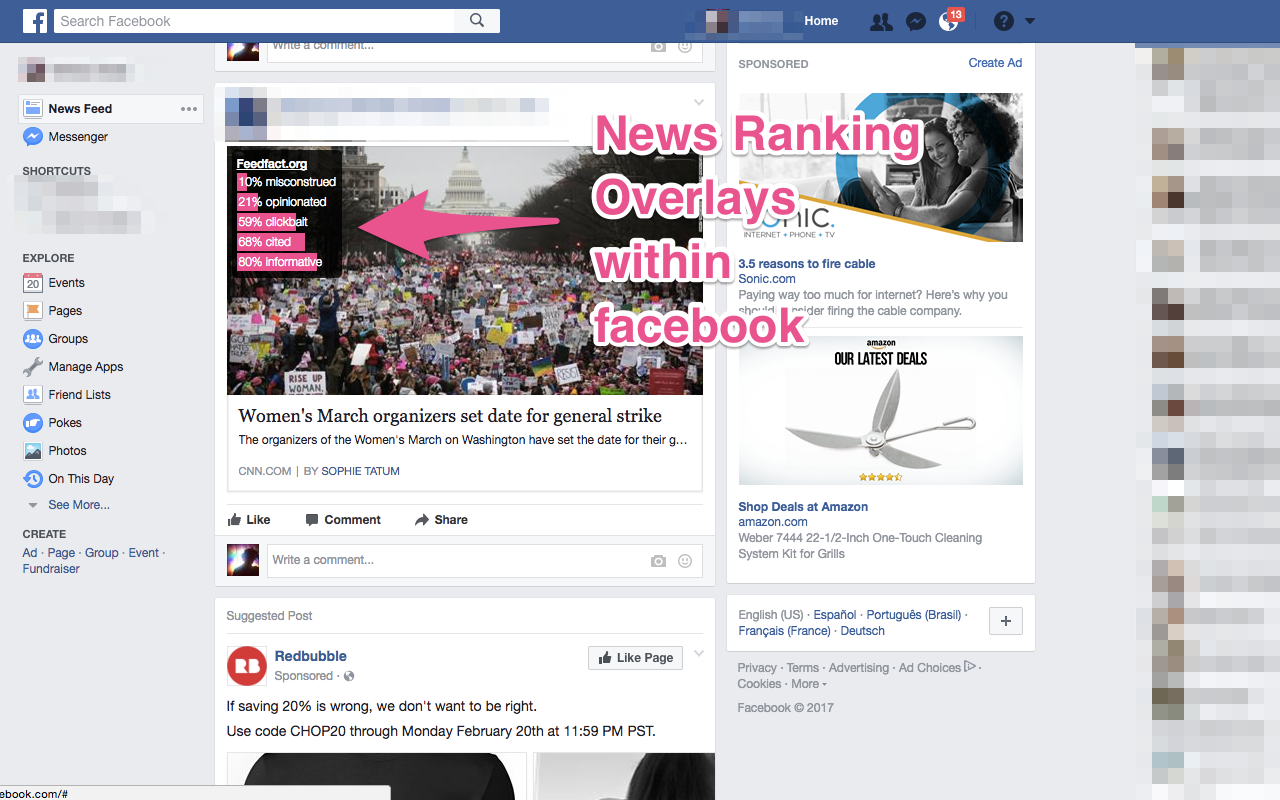 Search Facebook
Home
13
News Feed
Messenger
SHORTCUTS
EXPLORE
20
Events
Pages
Groups
Manage Apps
Friend Lists
Pokes
Photos
On This Day
See More...
CREATE
Ad · Page · Group · Event ·
Fundraiser
ebook.com/#
Write a comment...
Feedfact.org
10% misconstrued
21% opinionated
59% clickbait
68% cited
80% informative
News Ranking
Overlays
within
facebook
RISE UP
WOMAN.
RESIST
Women's March organizers set date for general strike
The organizers of the Women's March on Washington have set the date for their g...
CNN.COM | BY SOPHIE TATUM
Like Comment Share
Write a comment...
Suggested Post
RB
Redbubble
Sponsored ·
Like Page
If saving 20% is wrong, we don't want to be right.
Use code CHOP20 through Monday February 20th at 11:59 PM PST.
SPONSORED
Create Ad
INTERNET + PHONE + TV
3.5 reasons to fire cable
Sonic.com
Paying way too much for internet? Here's why you
firing the cable company.
amazon
OUR LATEST DEALS
Shop Deals at Amazon
amazon.com
Weber 7444 22-1/2-Inch One-Touch Cleaning
System Kit for Grills
English (US) · Español · Português (Brasil) ·
Français (France) · Deutsch
Privacy · Terms · Advertising · Ad Choices ·
Cookies · More
Facebook © 2017